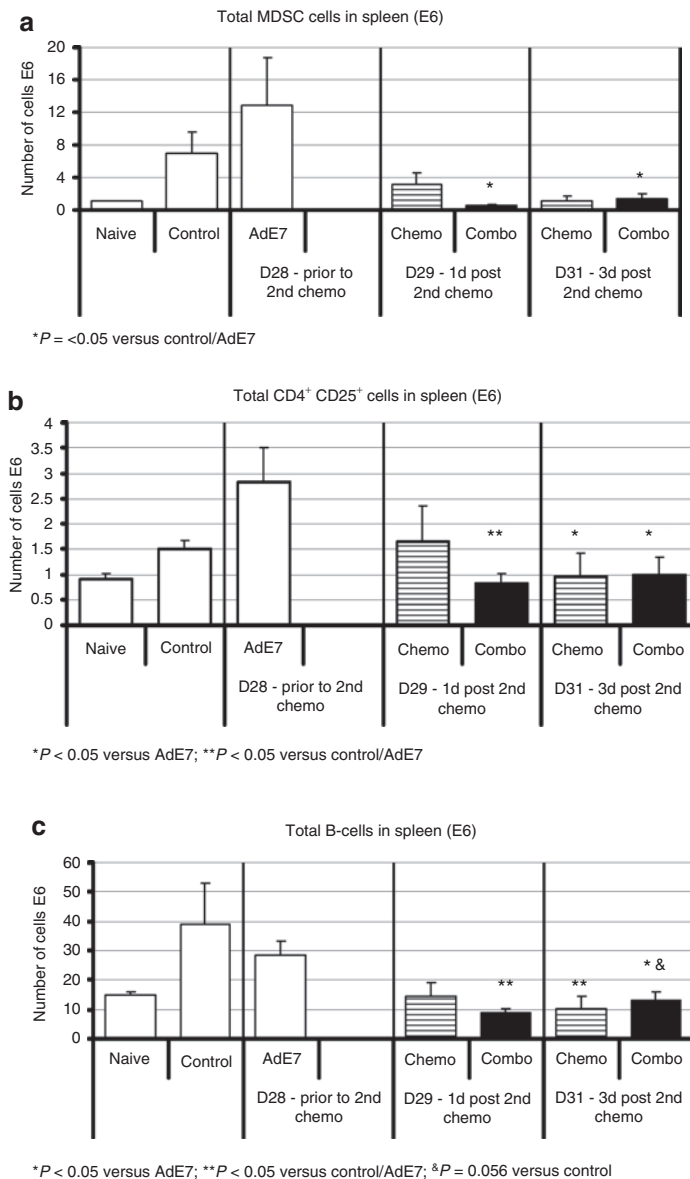 a
Total MDSC cells in spleen (E6)
Number of cells E6
20
16
12
8
4
0
Naive Control AdE7 Chemo Combo Chemo Combo
D28 - prior to 2nd chemo
D29 - 1d post 2nd chemo
D31 - 3d post 2nd chemo
* *
*P = <0.05 versus control/AdE7
b
Total CD4+ CD25+ cells in spleen (E6)
Number of cells E6
4
3.5
3
2.5
2
1.5
1
0.5
0
** * *
Naive Control AdE7 Chemo Combo Chemo Combo
D28 - prior to 2nd chemo
D29 - 1d post 2nd chemo
D31 - 3d post 2nd chemo
*P < 0.05 versus AdE7; **P < 0.05 versus control/AdE7
c
Total B-cells in spleen (E6)
Number of cells E6
60
50
40
30
20
10
0
** ** * &
Naive Control AdE7 Chemo Combo Chemo Combo
D28 - prior to 2nd chemo
D29 - 1d post 2nd chemo
D31 - 3d post 2nd chemo
*P < 0.05 versus AdE7; **P < 0.05 versus control/AdE7; &P = 0.056 versus control